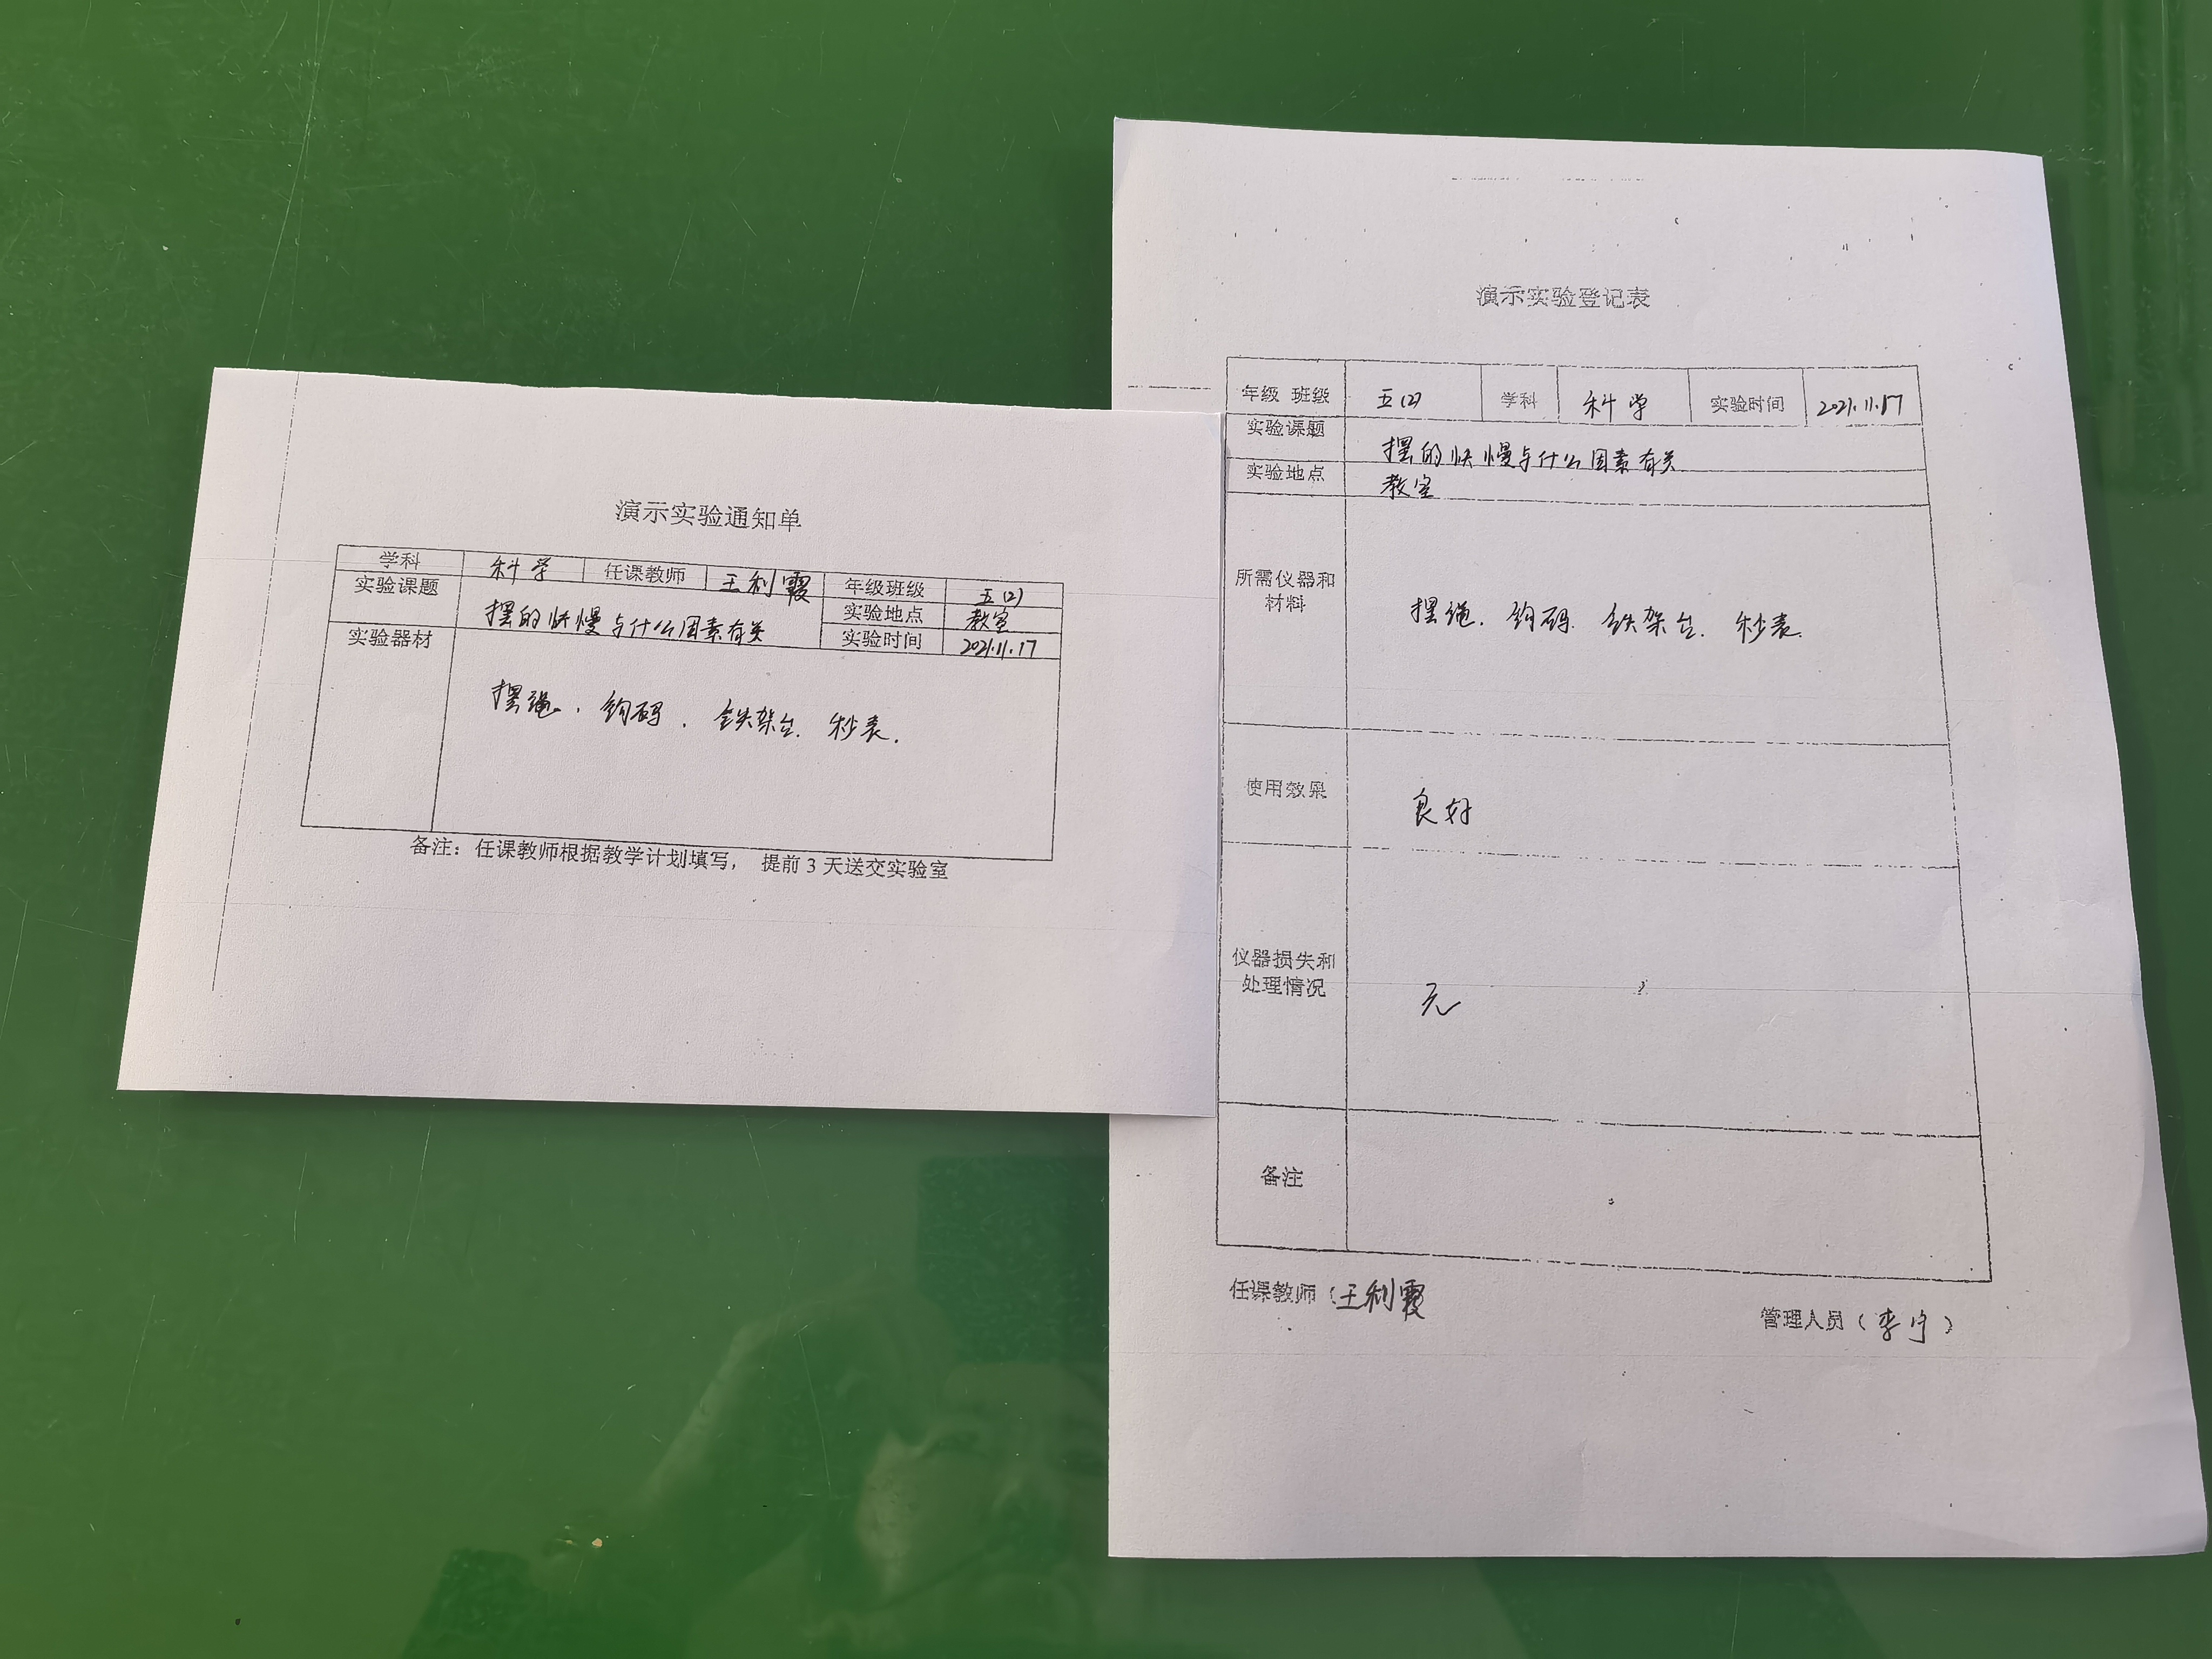 演示实验通知单
学科 科学 任课教师 王利霞 年级班级 五(2)
实验课题 摆的快慢与什么因素有关 实验地点 教室
实验时间 2021.11.17
实验器材 摆绳、钩码、铁架台、秒表.
备注：任课教师根据教学计划填写， 提前 3 天送交实验室
演示实验登记表
年级 班级 五(2) 学科 科学 实验时间 2021.11.17
实验课题 摆的快慢与什么因素有关
实验地点 教室
所需仪器和
材料
摆绳、钩码、铁架台、秒表.
使用效果 良好
仪器损失和
处理情况
无
备注
任课教师（王利霞
管理人员（李宁）